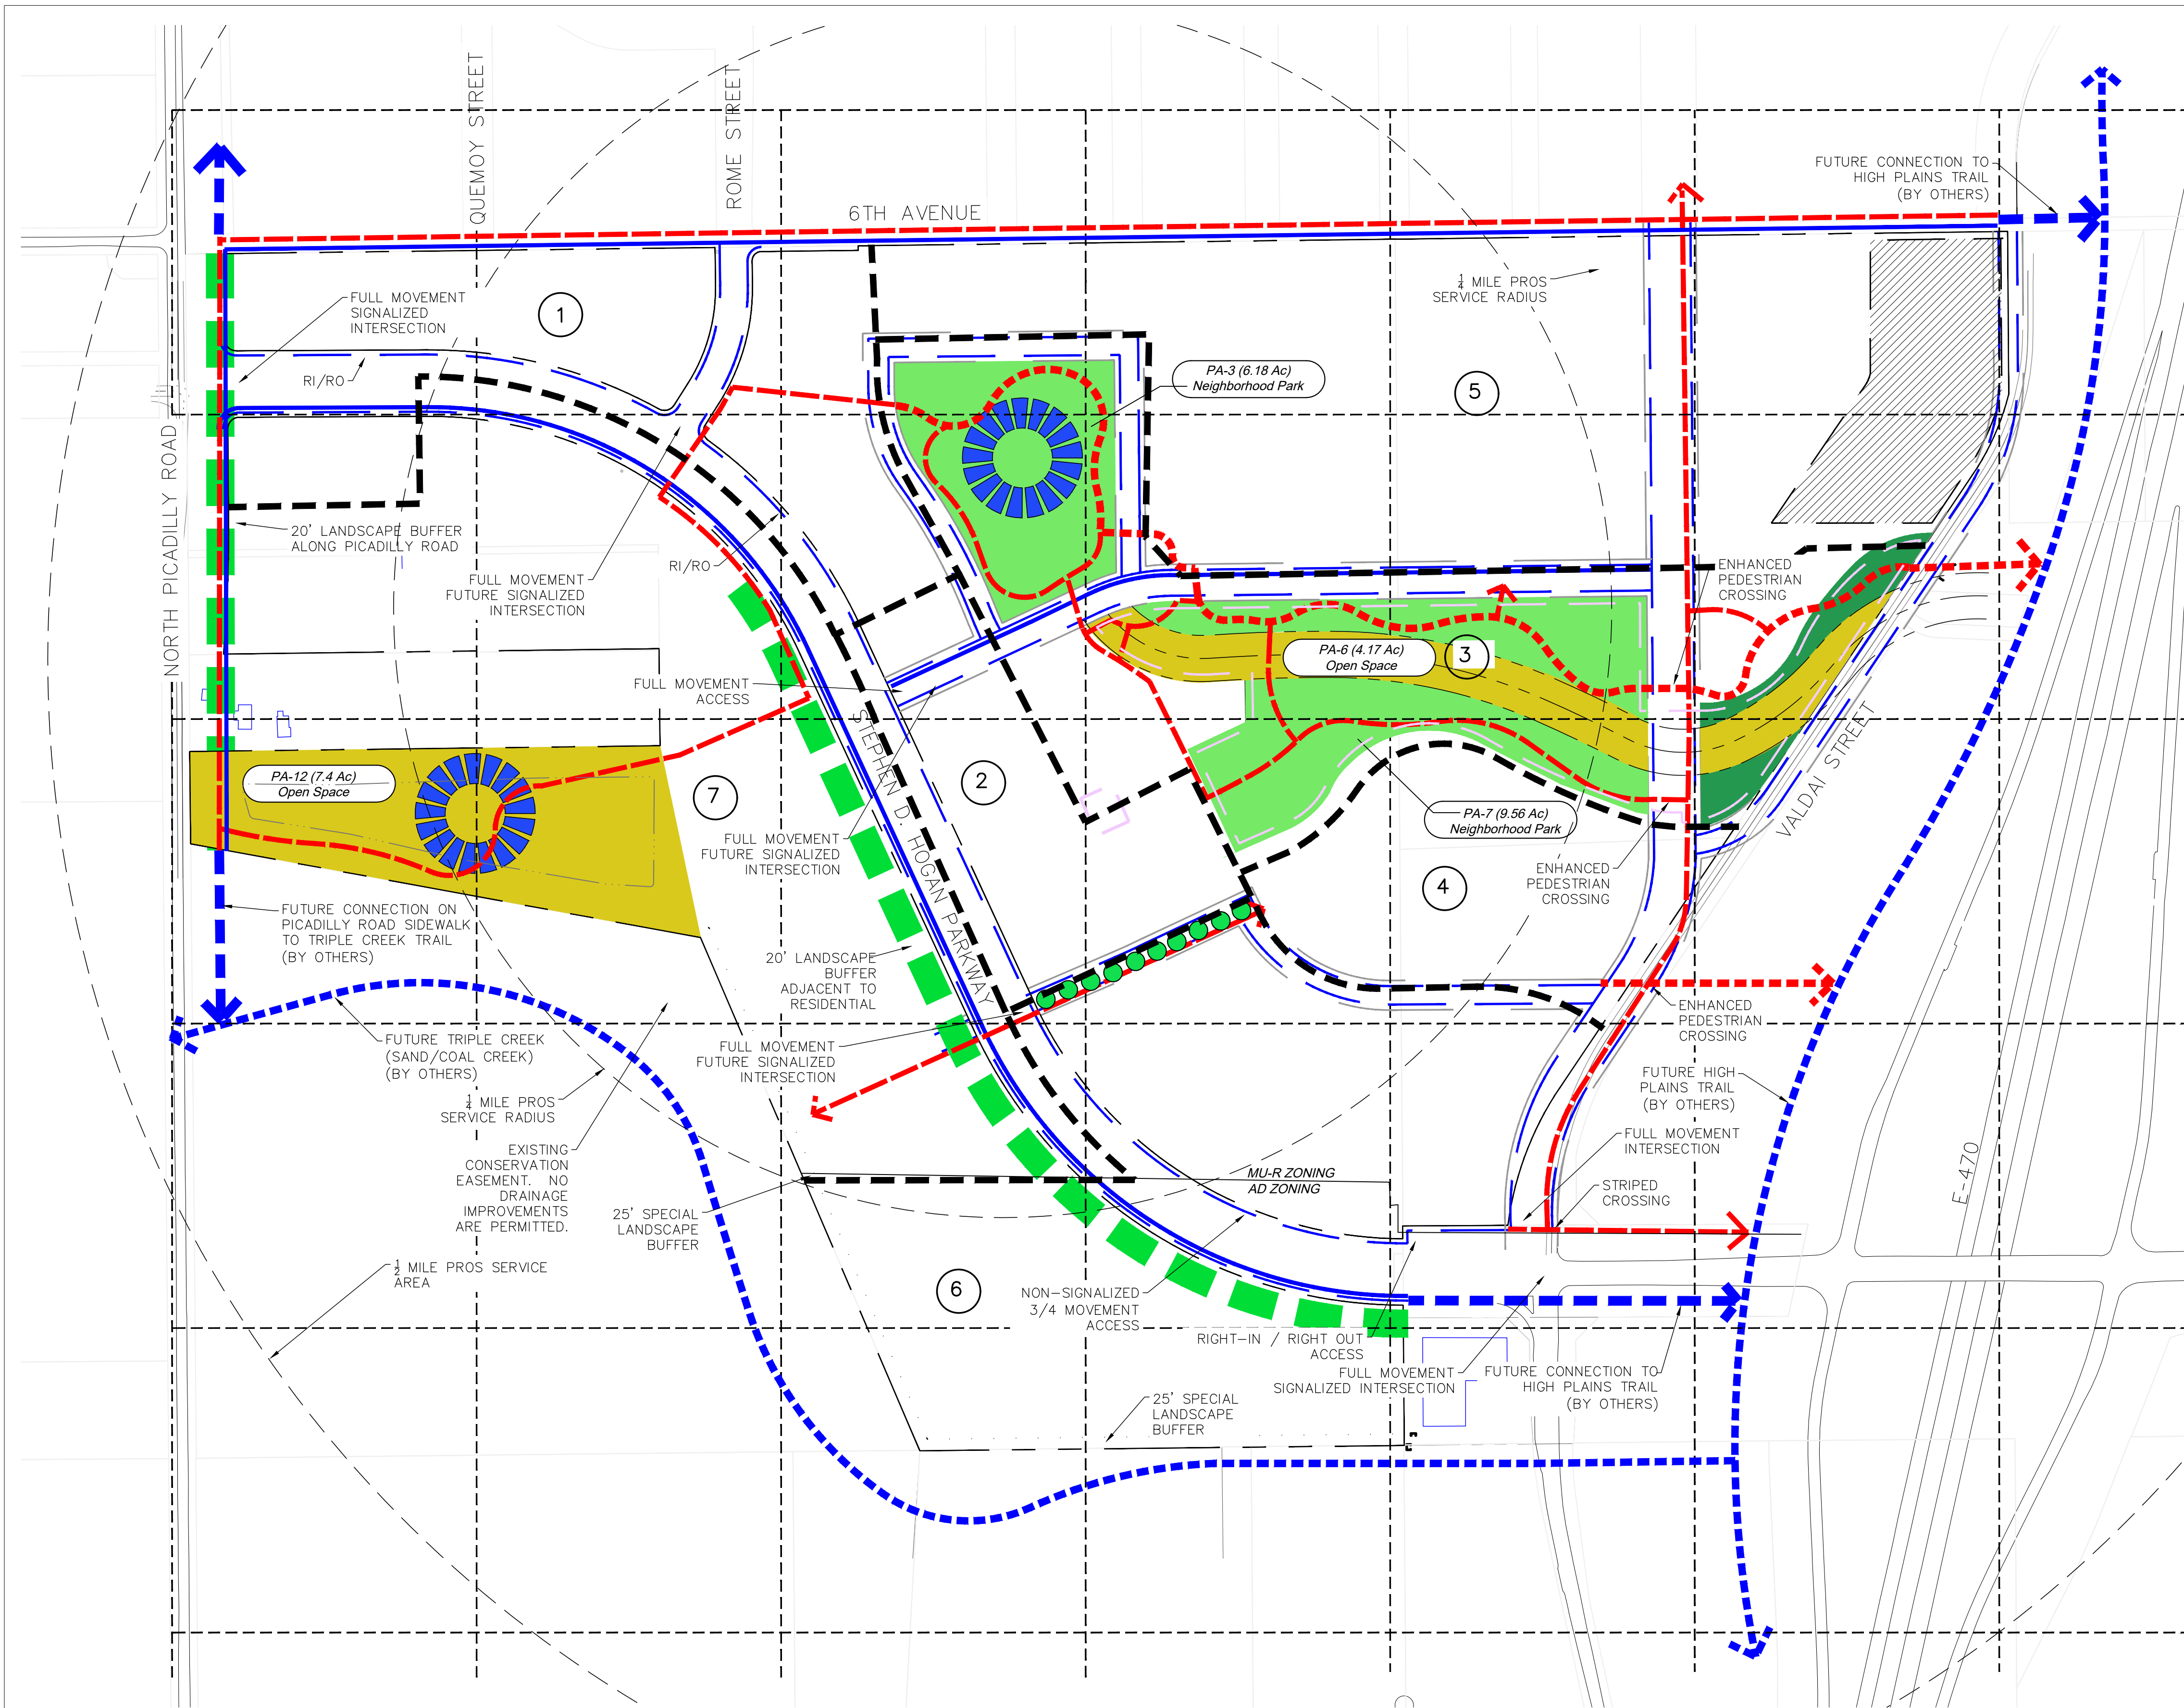 QUEMOY STREET
ROME STREET
6TH AVENUE
FUTURE CONNECTION TO
HIGH PLAINS TRAIL
(BY OTHERS)
FULL MOVEMENT
SIGNALIZED
INTERSECTION
1
RI/RO
1/4 MILE PROS
SERVICE RADIUS
PA-3 (6.18 Ac)
Neighborhood Park
5
NORTH PICADILLY ROAD
20' LANDSCAPE BUFFER
ALONG PICADILLY ROAD
FULL MOVEMENT
FUTURE SIGNALIZED
INTERSECTION
RI/RO
ENHANCED
PEDESTRIAN
CROSSING
PA-6 (4.17 Ac)
Open Space
3
FULL MOVEMENT
ACCESS
STEPHEN D. HOGAN PARKWAY
VALDAI STREET
PA-12 (7.4 Ac)
Open Space
7
2
PA-7 (9.56 Ac)
Neighborhood Park
FULL MOVEMENT
FUTURE SIGNALIZED
INTERSECTION
ENHANCED
PEDESTRIAN
CROSSING
4
FUTURE CONNECTION ON
PICADILLY ROAD SIDEWALK
TO TRIPLE CREEK TRAIL
(BY OTHERS)
20' LANDSCAPE
BUFFER
ADJACENT TO
RESIDENTIAL
ENHANCED
PEDESTRIAN
CROSSING
FUTURE TRIPLE CREEK
(SAND/COAL CREEK)
(BY OTHERS)
FULL MOVEMENT
FUTURE SIGNALIZED
INTERSECTION
FUTURE HIGH
PLAINS TRAIL
(BY OTHERS)
1/4 MILE PROS
SERVICE RADIUS
FULL MOVEMENT
INTERSECTION
EXISTING
CONSERVATION
EASEMENT. NO
DRAINAGE
IMPROVEMENTS
ARE PERMITTED.
E-470
MU-R ZONING
AD ZONING
STRIPED
CROSSING
25' SPECIAL
LANDSCAPE
BUFFER
1/2 MILE PROS SERVICE
AREA
6
NON-SIGNALIZED
3/4 MOVEMENT
ACCESS
RIGHT-IN / RIGHT OUT
ACCESS
FULL MOVEMENT
SIGNALIZED INTERSECTION
FUTURE CONNECTION TO
HIGH PLAINS TRAIL
(BY OTHERS)
25' SPECIAL
LANDSCAPE
BUFFER